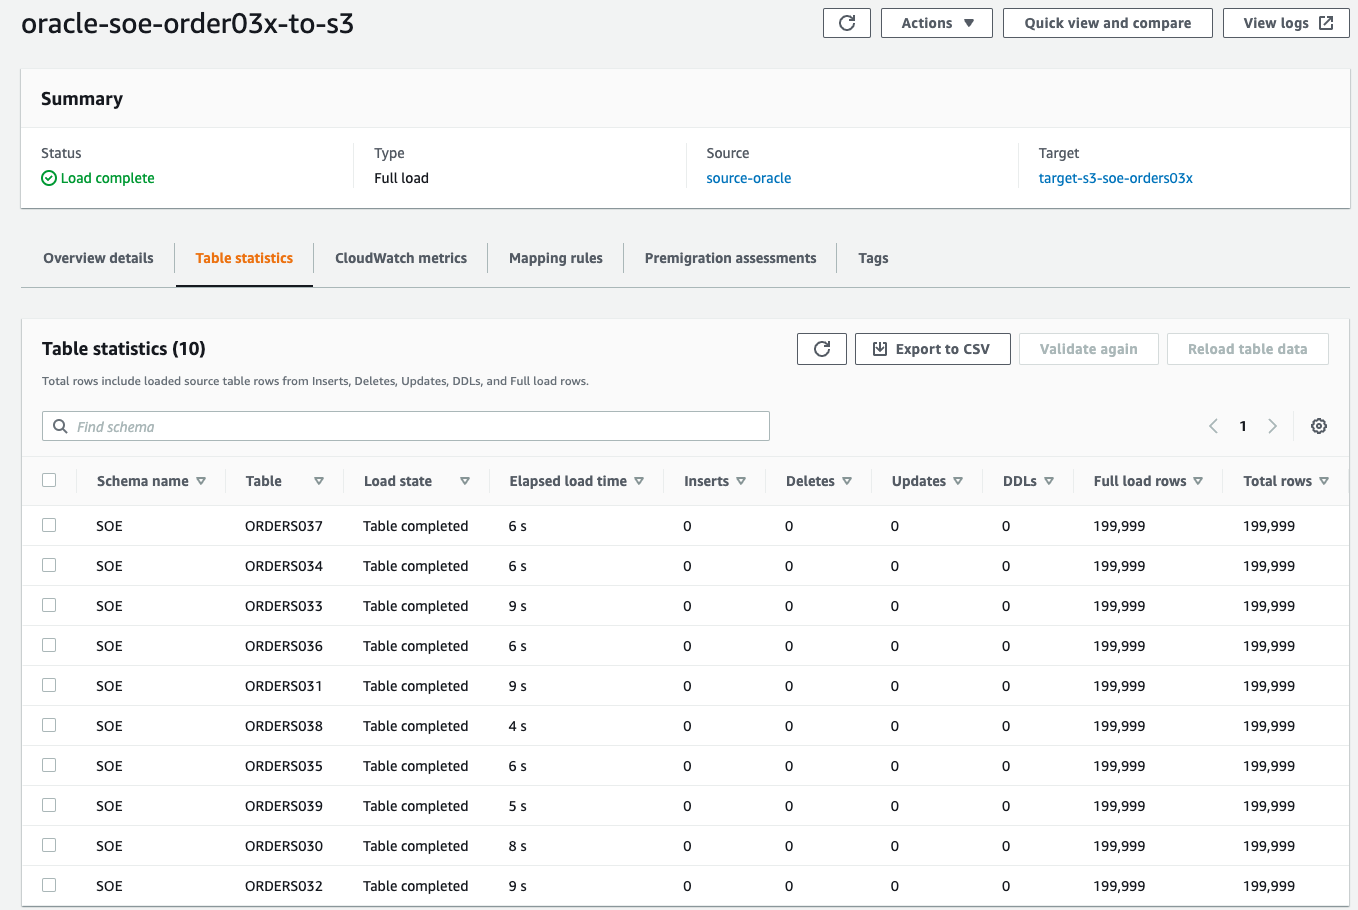 oracle-soe-order03x-to-s3
Actions
Quick view and compare
View logs
Summary
Status
Load complete
Type
Full load
Source
source-oracle
Target
target-s3-soe-orders03x
Overview details
Table statistics
CloudWatch metrics
Mapping rules
Premigration assessments
Tags
Table statistics (10)
Export to CSV
Validate again
Reload table data
Total rows include loaded source table rows from Inserts, Deletes, Updates, DDLs, and Full load rows.
Find schema
1
Schema name Table Load state Elapsed load time Inserts Deletes Updates DDLs Full load rows Total rows
SOE ORDERS037 Table completed 6 s 0 0 0 0 199,999 199,999
SOE ORDERS034 Table completed 6 s 0 0 0 0 199,999 199,999
SOE ORDERS033 Table completed 9 s 0 0 0 0 199,999 199,999
SOE ORDERS036 Table completed 6 s 0 0 0 0 199,999 199,999
SOE ORDERS031 Table completed 9 s 0 0 0 0 199,999 199,999
SOE ORDERS038 Table completed 4 s 0 0 0 0 199,999 199,999
SOE ORDERS035 Table completed 6 s 0 0 0 0 199,999 199,999
SOE ORDERS039 Table completed 5 s 0 0 0 0 199,999 199,999
SOE ORDERS030 Table completed 8 s 0 0 0 0 199,999 199,999
SOE ORDERS032 Table completed 9 s 0 0 0 0 199,999 199,999